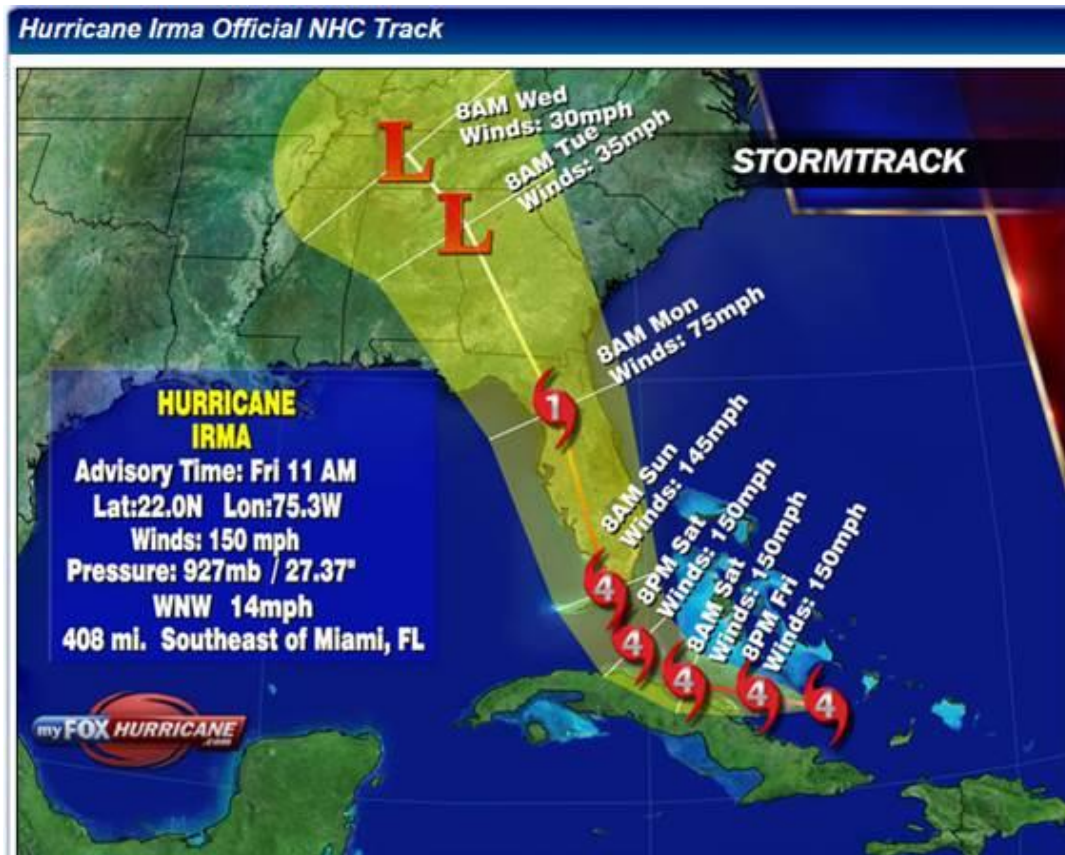 Hurricane Irma Official NHC Track
8AM Wed
Winds: 30mph
8AM Tue
Winds: 35mph
STORMTRACK
L
L
8AM Mon
Winds: 75mph
1
HURRICANE
IRMA
Advisory Time: Fri 11 AM
Lat:22.0N Lon:75.3W
Winds: 150 mph
Pressure: 927mb / 27.37"
WNW 14mph
408 mi. Southeast of Miami, FL
8AM Sun
Winds: 145mph
8PM Sat
Winds: 150mph
8AM Sat
Winds: 150mph
8PM Fri
Winds: 150mph
4
4
4
4
4
myFOX HURRICANE
.com